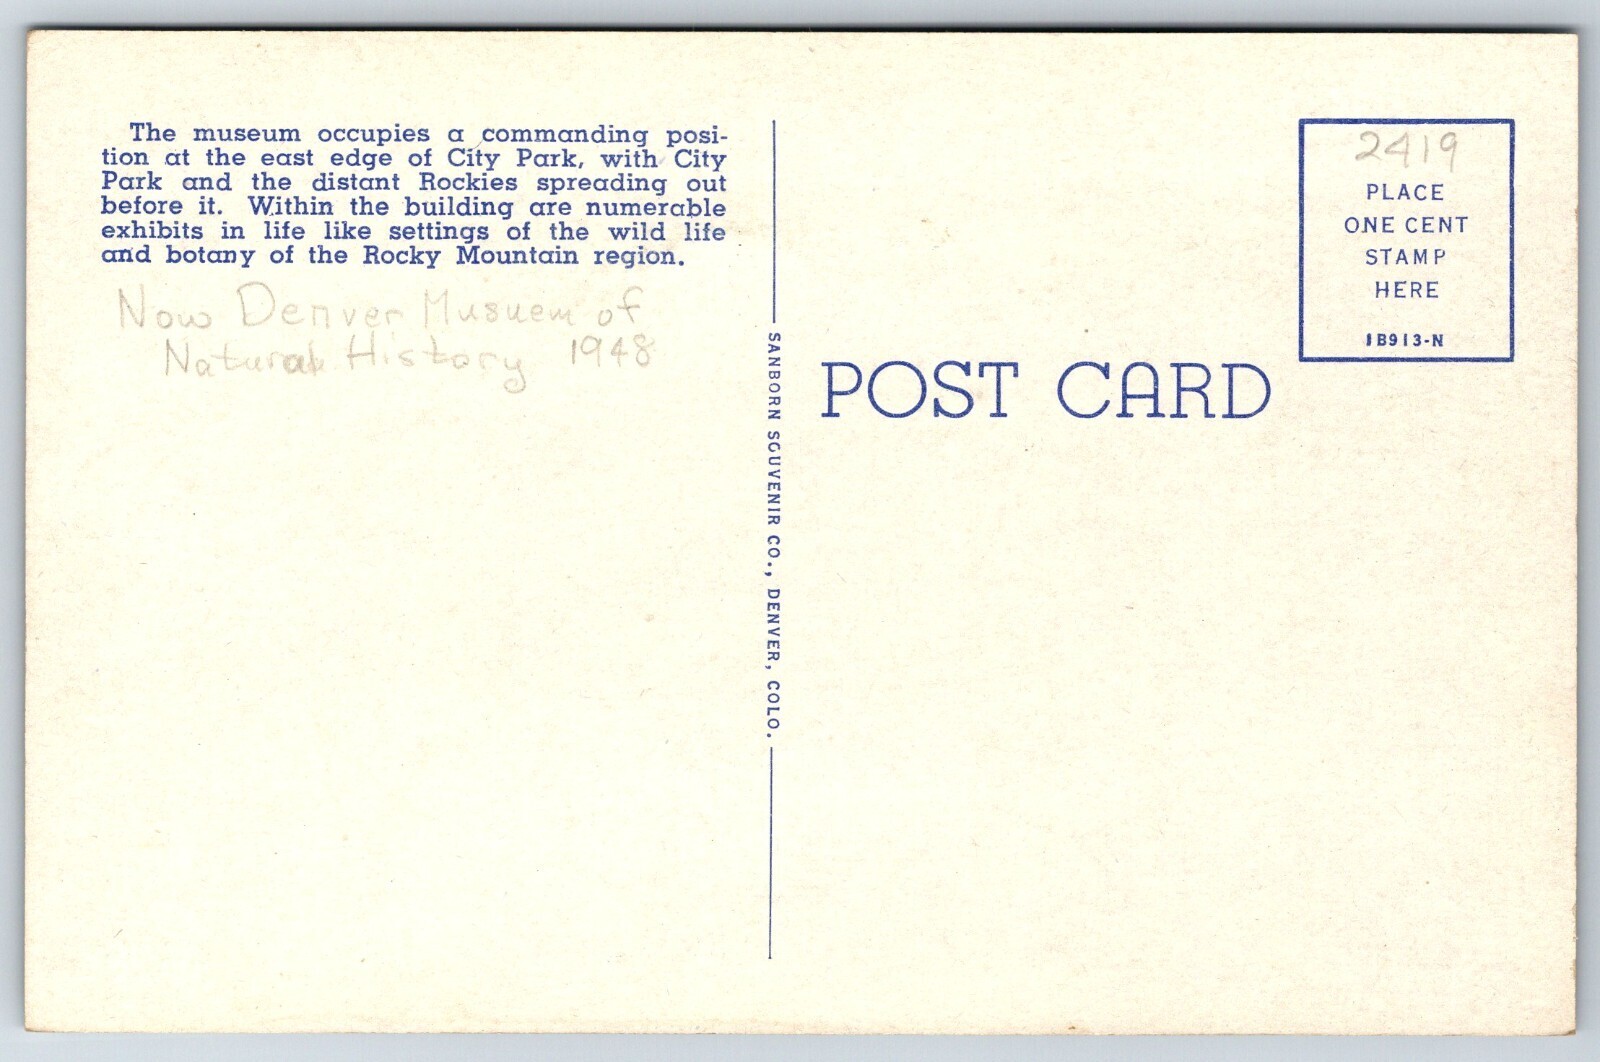 The museum occupies a commanding posi-
tion at the east edge of City Park, with City
Park and the distant Rockies spreading out
before it. Within the building are numerable
exhibits in life like settings of the wild life
and botany of the Rocky Mountain region.
Now Denver Musuem of
Natural History 1948
SANBORN SOUVENIR CO., DENVER, COLO.
POST CARD
2419
PLACE
ONE CENT
STAMP
HERE
1B913-N